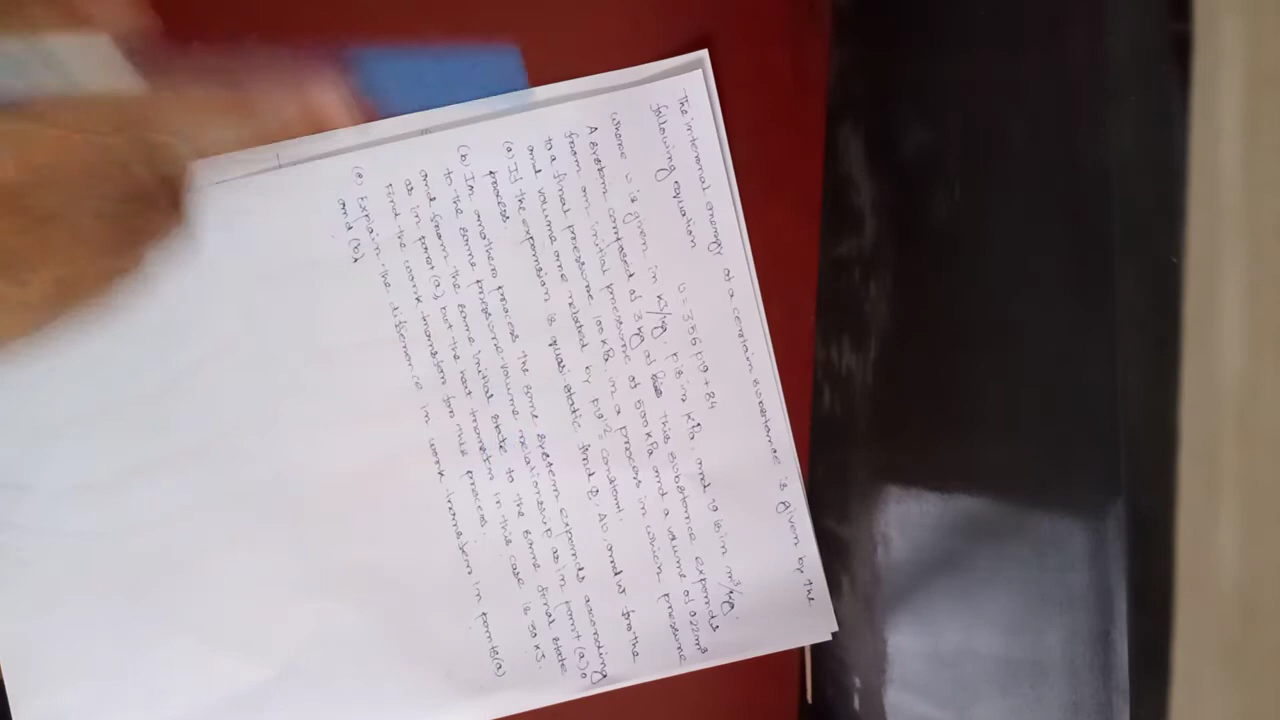 The internal energy of a certain substance is given by the
following equation u = 356 pv + 84
where u is given in KJ/kg, p is in KPa, and v is in m³/kg.
A system composed of 3 kg of this substance expands
from an initial pressure of 500 KPa and a volume of 0.22 m³
to a final pressure 100 KPa in a process in which pressure
and volume are related by pv1.2 = constant.
(a) If the expansion is quasi-static find Q, ΔU, and W for the
process.
(b) In another process the same system expands according
to the same pressure-volume relationship as in part (a),
and from the same initial state to the same final state
as in part (a), but the heat transfer in this case is 30 KJ.
Find the work transfer for this process.
(c) Explain the difference in work transfer in parts (a)
and (b).